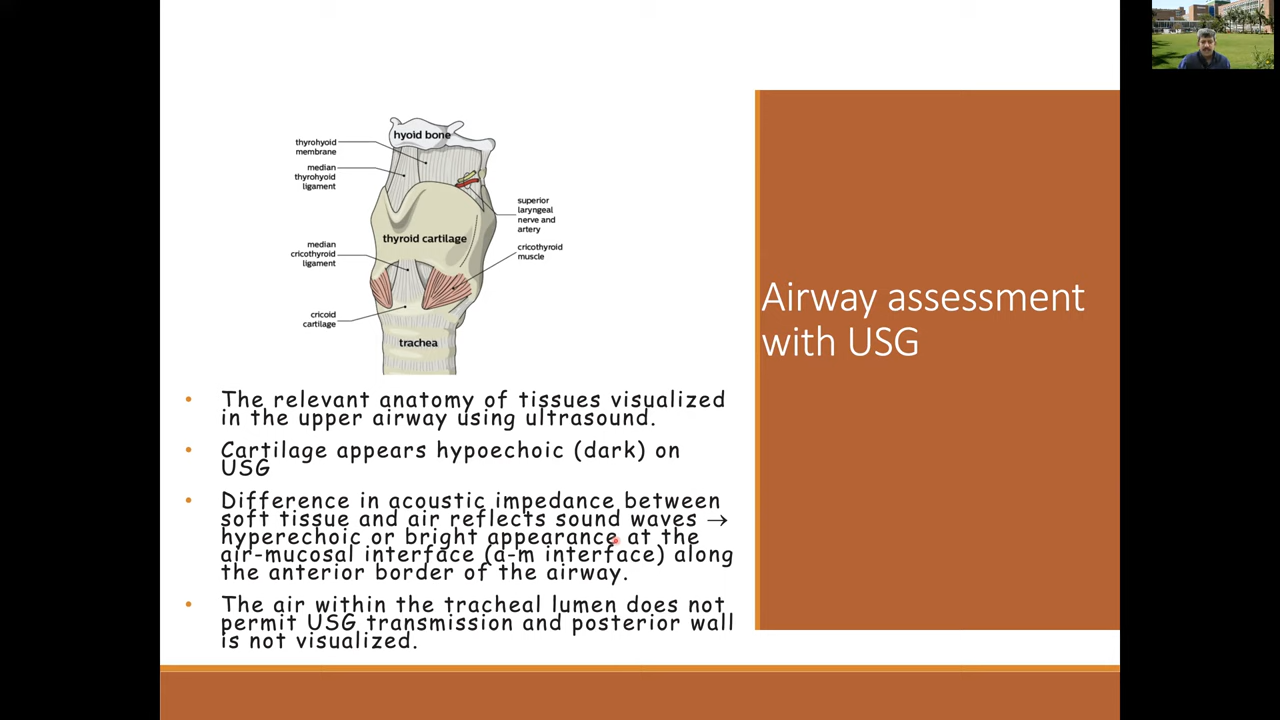 hyoid bone
thyrohyoid
membrane
median
thyrohyoid
ligament
superior
laryngeal
nerve and
artery
thyroid cartilage
median
cricothyroid
ligament
cricothyroid
muscle
cricoid
cartilage
trachea
• The relevant anatomy of tissues visualized
in the upper airway using ultrasound.
• Cartilage appears hypoechoic (dark) on
USG
• Difference in acoustic impedance between
soft tissue and air reflects sound waves →
hyperechoic or bright appearance at the
air-mucosal interface (a-m interface) along
the anterior border of the airway.
• The air within the tracheal lumen does not
permit USG transmission and posterior wall
is not visualized.
Airway assessment
with USG